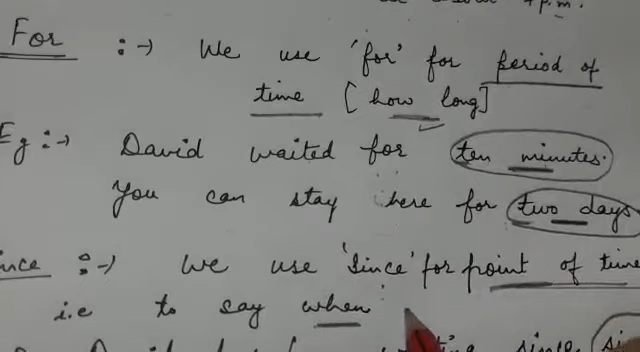 4 p.m.
For :→ We use 'for' for period of
time [how long]
Eg :→ David waited for ten minutes.
You can stay here for two days
ince :→ We use 'since' for point of time
i.e to say when